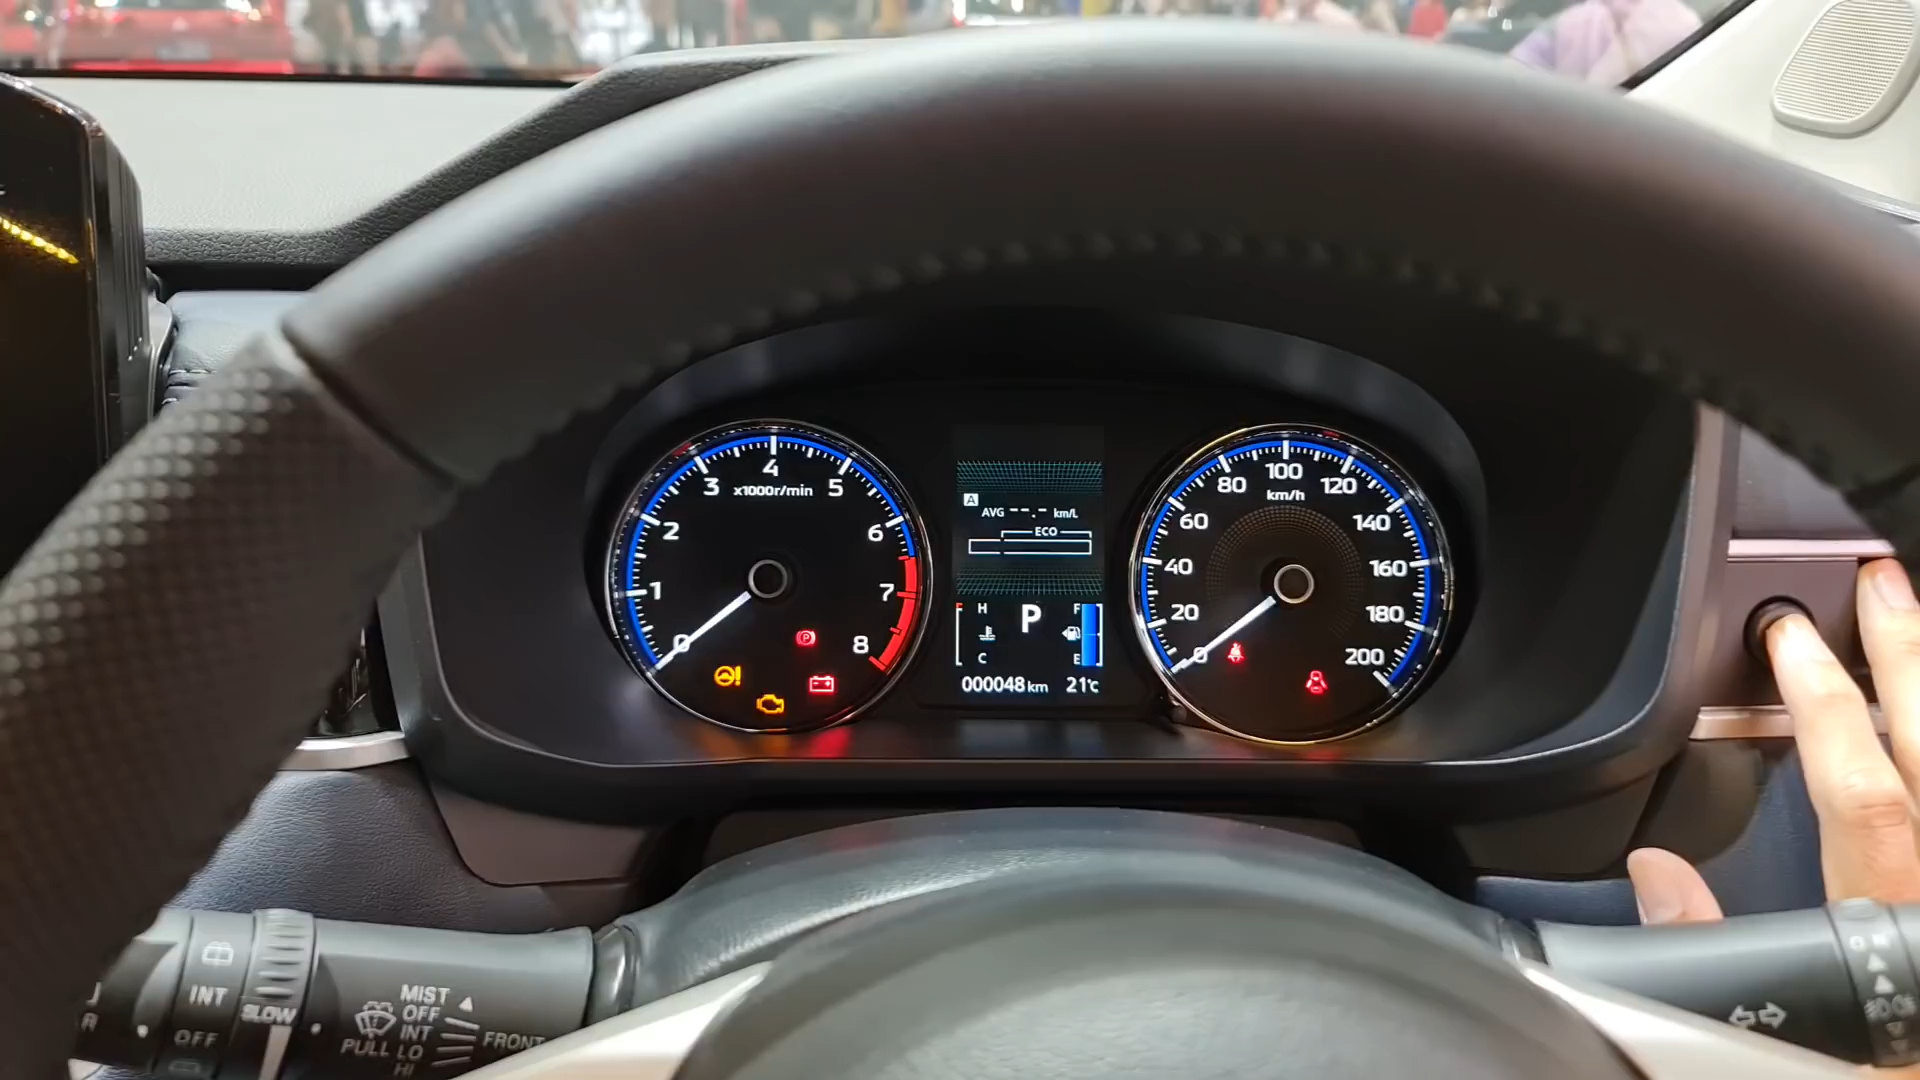 4
3
x1000r/min
5
2
6
1
7
0
8
P
A
AVG --.- km/L
ECO
H
P
F
C
E
000048 km
21℃
100
80
120
km/h
60
140
40
160
20
180
0
200
INT
SLOW
OFF
MIST
OFF
INT
PULL LO
HI
FRONT